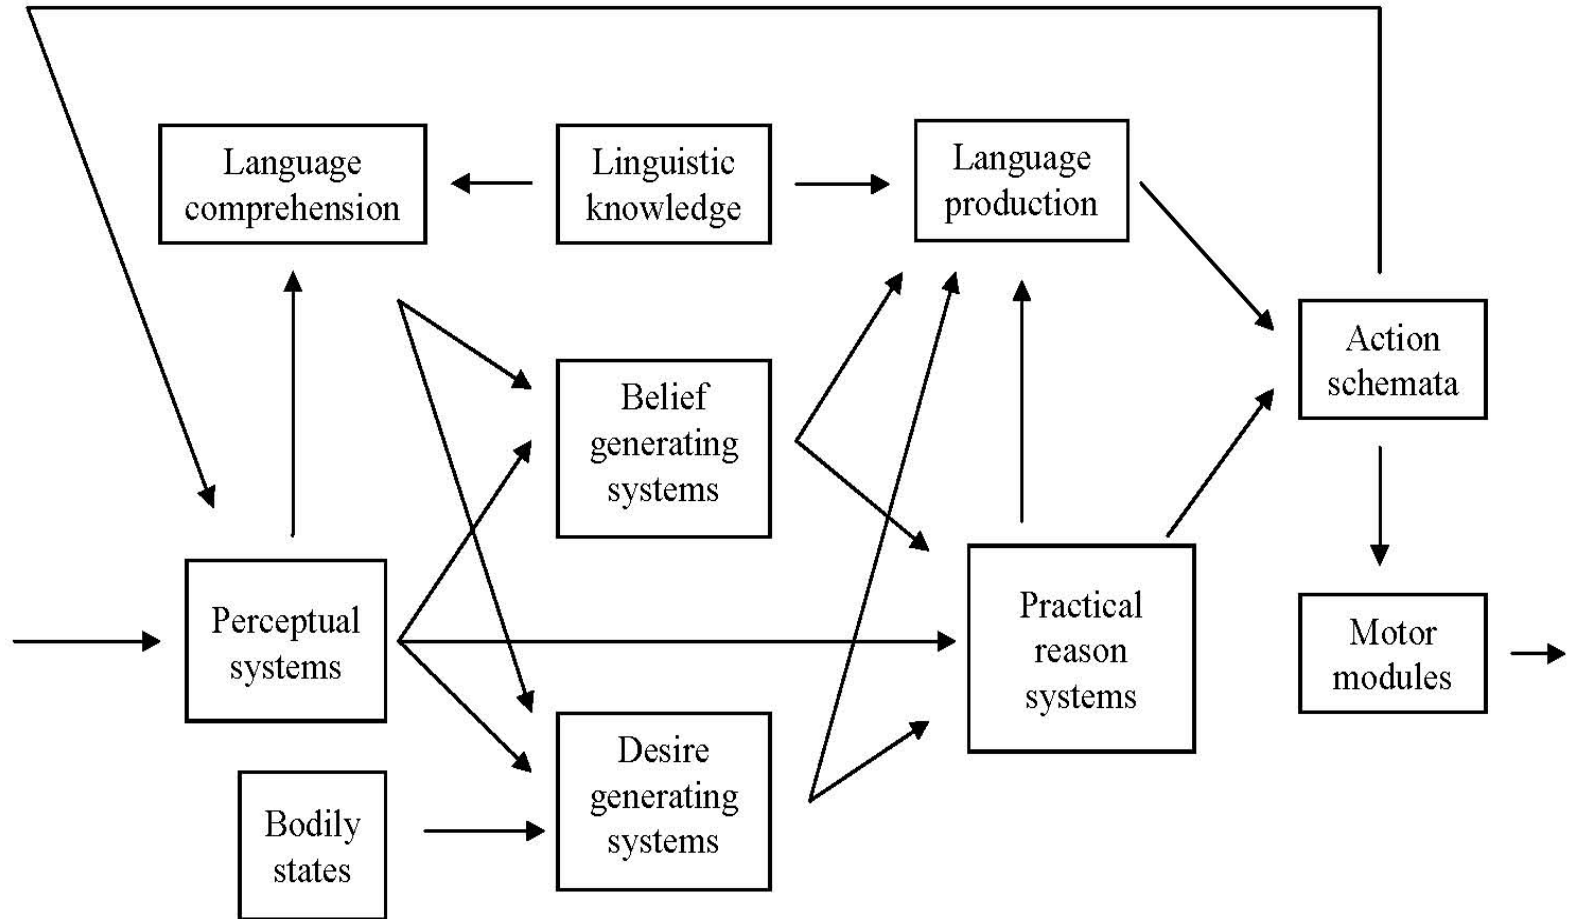 Language
comprehension
Linguistic
knowledge
Language
production
Action
schemata
Belief
generating
systems
Perceptual
systems
Practical
reason
systems
Motor
modules
Desire
generating
systems
Bodily
states